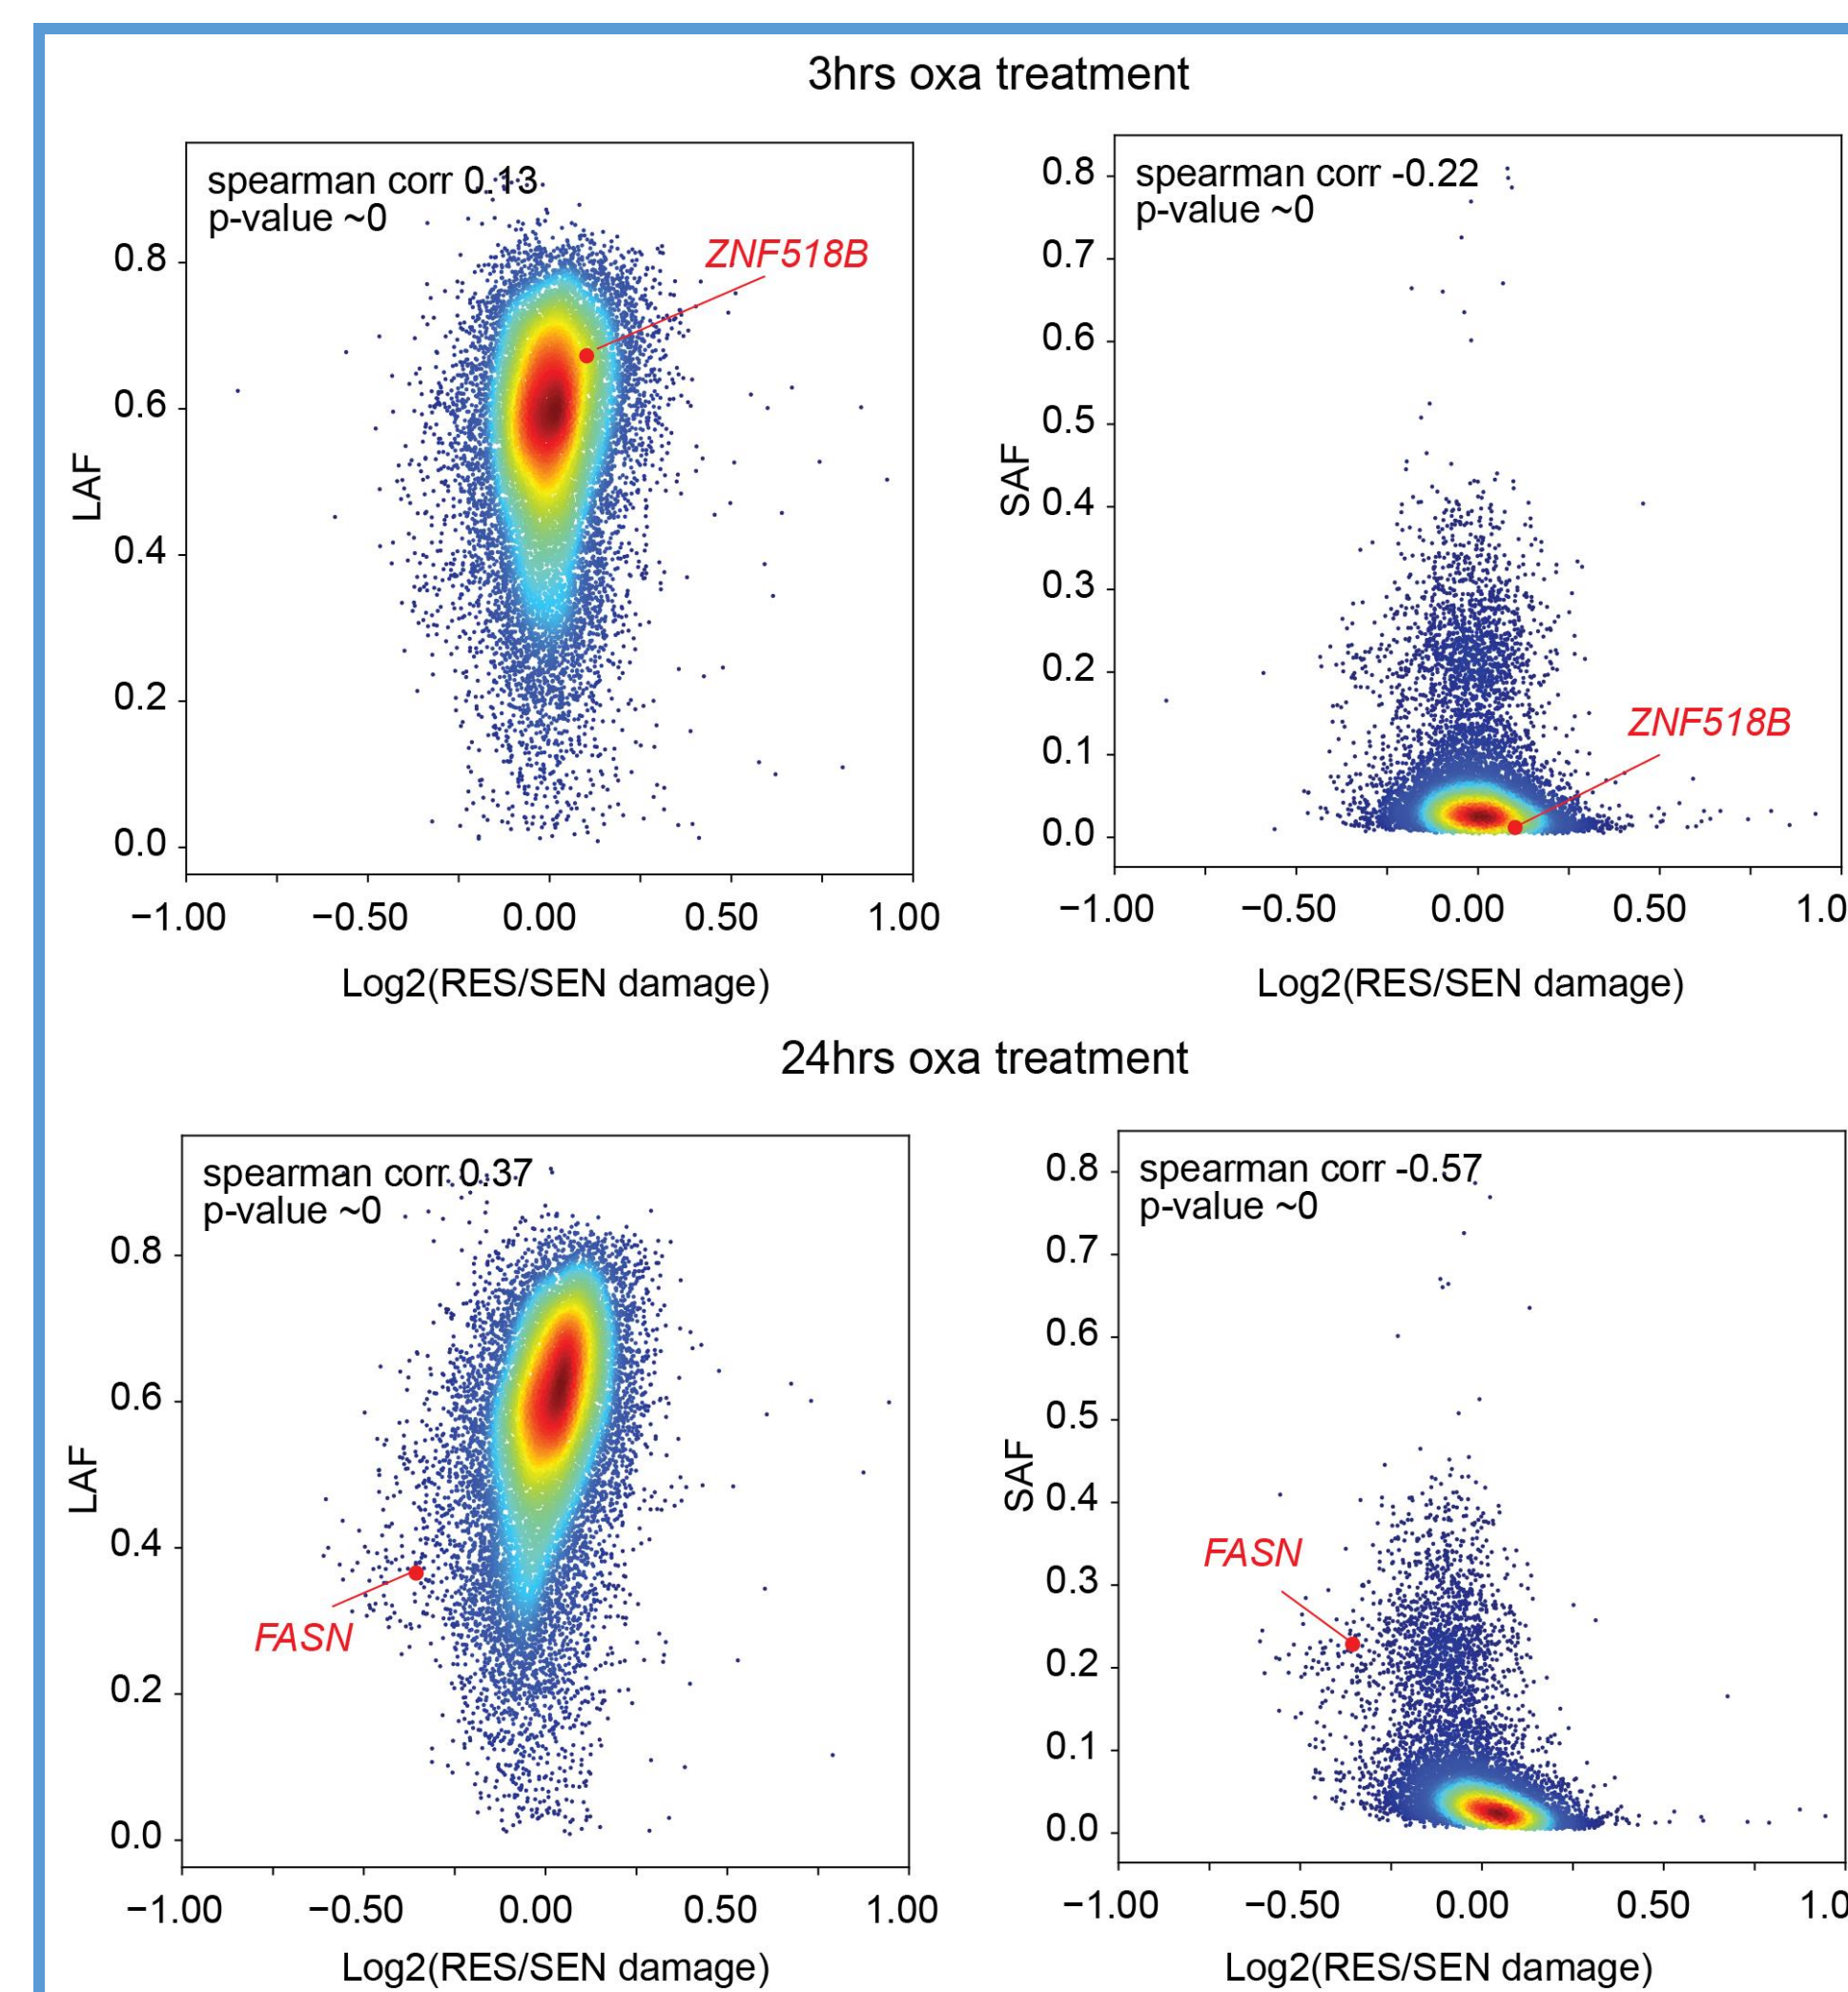 3hrs oxa treatment
spearman corr 0.13
p-value ~0
ZNF518B
0.8
0.6
0.4
0.2
0.0
LAF
−1.00 −0.50 0.00 0.50 1.00
Log2(RES/SEN damage)
spearman corr -0.22
p-value ~0
ZNF518B
0.8
0.7
0.6
0.5
0.4
0.3
0.2
0.1
0.0
SAF
−1.00 −0.50 0.00 0.50 1.0
Log2(RES/SEN damage)
24hrs oxa treatment
spearman corr 0.37
p-value ~0
FASN
0.8
0.6
0.4
0.2
0.0
LAF
−1.00 −0.50 0.00 0.50 1.00
Log2(RES/SEN damage)
spearman corr -0.57
p-value ~0
FASN
0.8
0.7
0.6
0.5
0.4
0.3
0.2
0.1
0.0
SAF
−1.00 −0.50 0.00 0.50 1.0
Log2(RES/SEN damage)